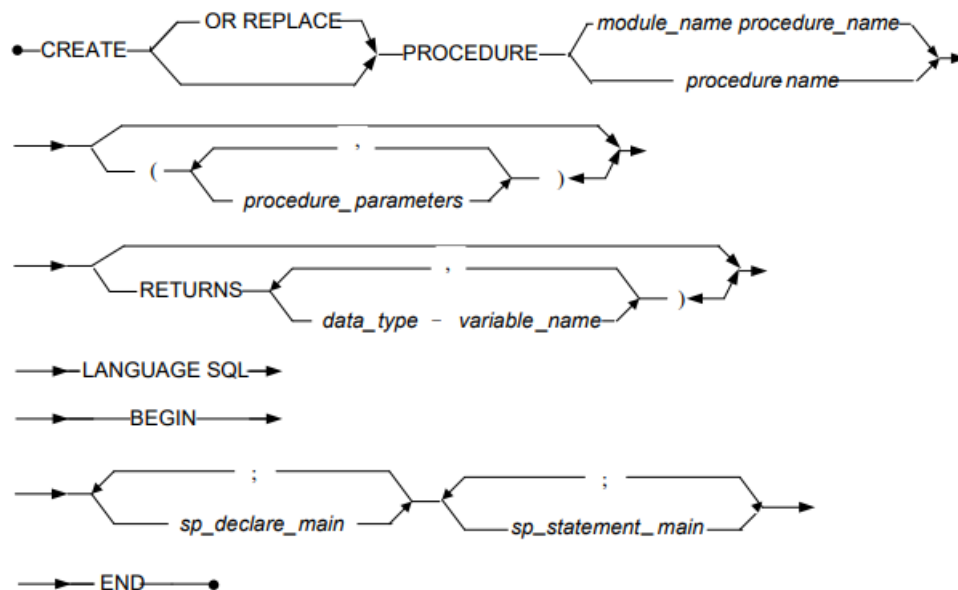 OR REPLACE module_name procedure_name
CREATE PROCEDURE
procedure name
,
( )
procedure_parameters
,
RETURNS )
data_type - variable_name
LANGUAGE SQL
BEGIN
; ;
sp_declare_main sp_statement_main
END